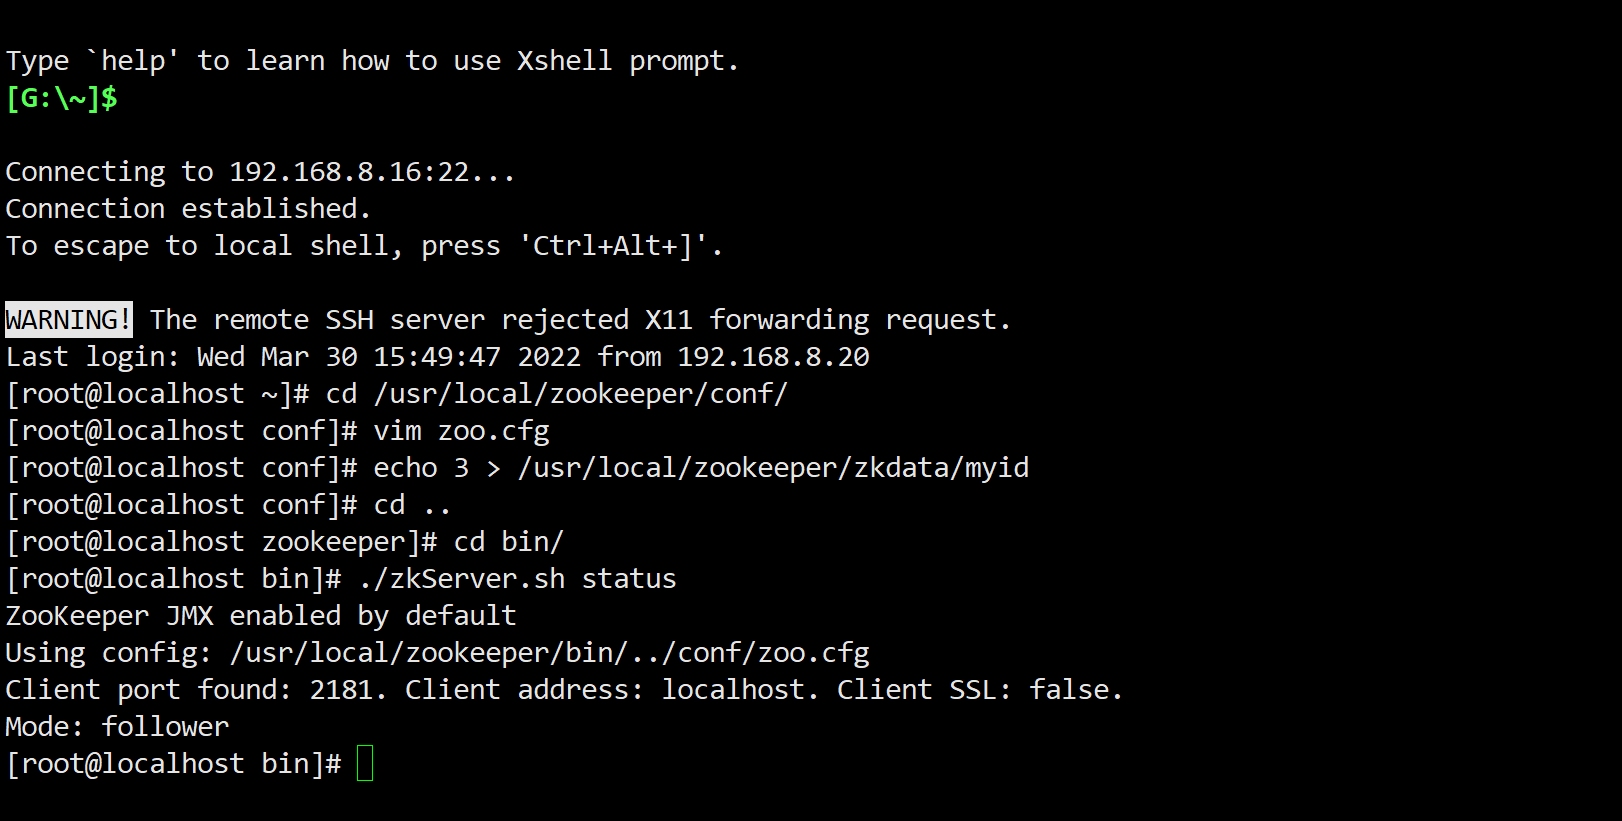 Type `help' to learn how to use Xshell prompt.
[G:\~]$
Connecting to 192.168.8.16:22...
Connection established.
To escape to local shell, press 'Ctrl+Alt+]'.
WARNING! The remote SSH server rejected X11 forwarding request.
Last login: Wed Mar 30 15:49:47 2022 from 192.168.8.20
[root@localhost ~]# cd /usr/local/zookeeper/conf/
[root@localhost conf]# vim zoo.cfg
[root@localhost conf]# echo 3 > /usr/local/zookeeper/zkdata/myid
[root@localhost conf]# cd ..
[root@localhost zookeeper]# cd bin/
[root@localhost bin]# ./zkServer.sh status
ZooKeeper JMX enabled by default
Using config: /usr/local/zookeeper/bin/../conf/zoo.cfg
Client port found: 2181. Client address: localhost. Client SSL: false.
Mode: follower
[root@localhost bin]#